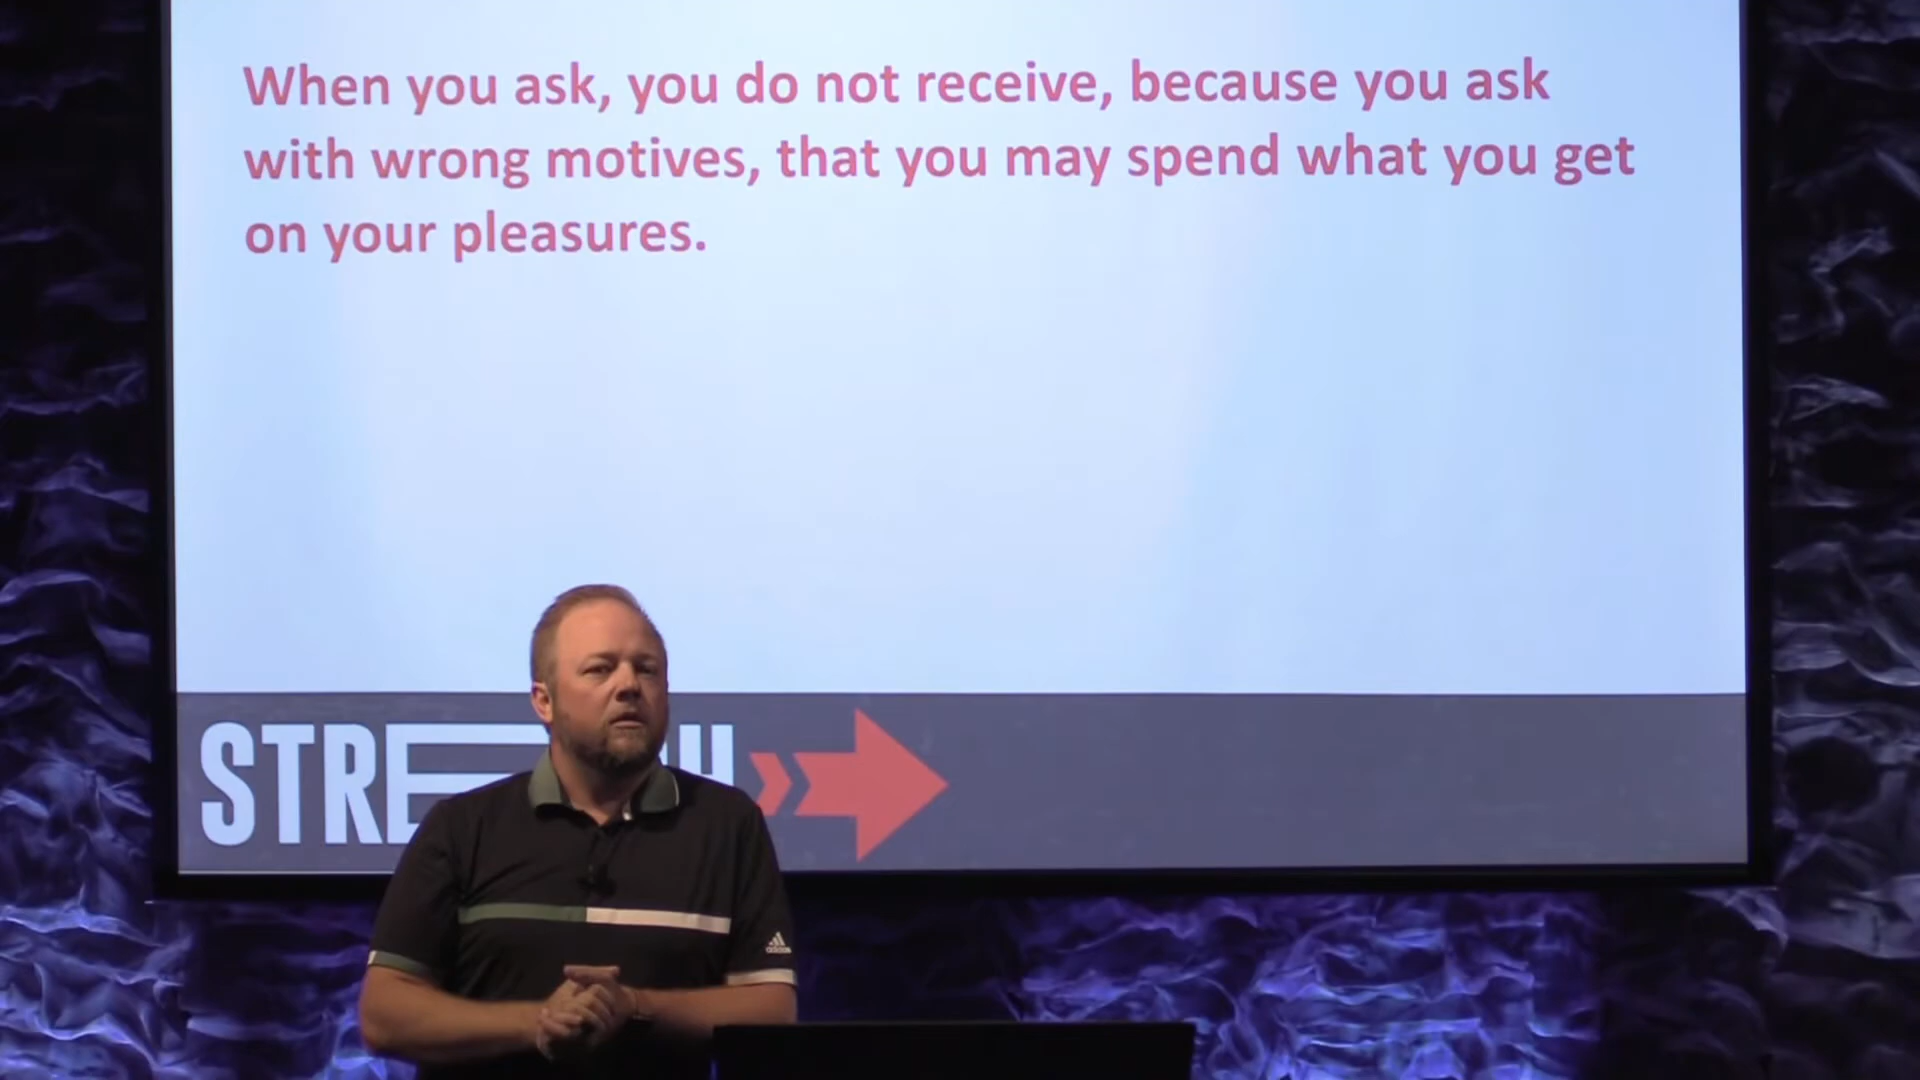 When you ask, you do not receive, because you ask
with wrong motives, that you may spend what you get
on your pleasures.
adidas